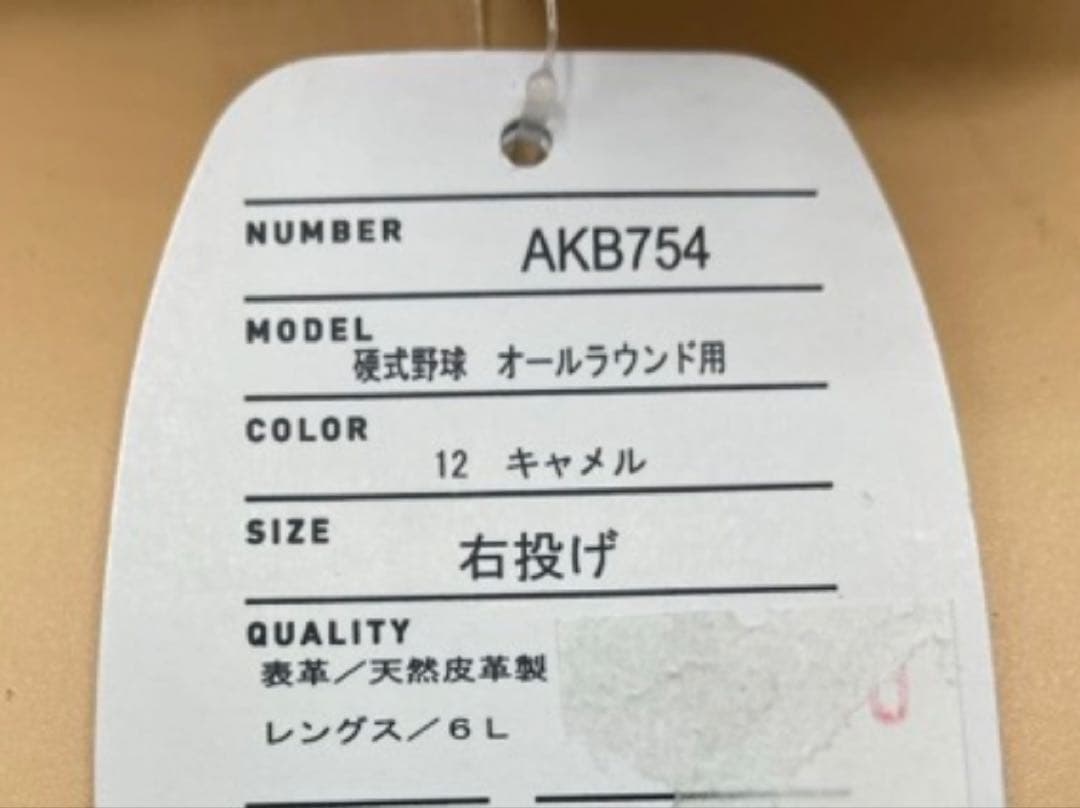 NUMBER
AKB754
MODEL
硬式野球　オールラウンド用
COLOR
12　キャメル
SIZE
右投げ
QUALITY
表革／天然皮革製
レングス／6L